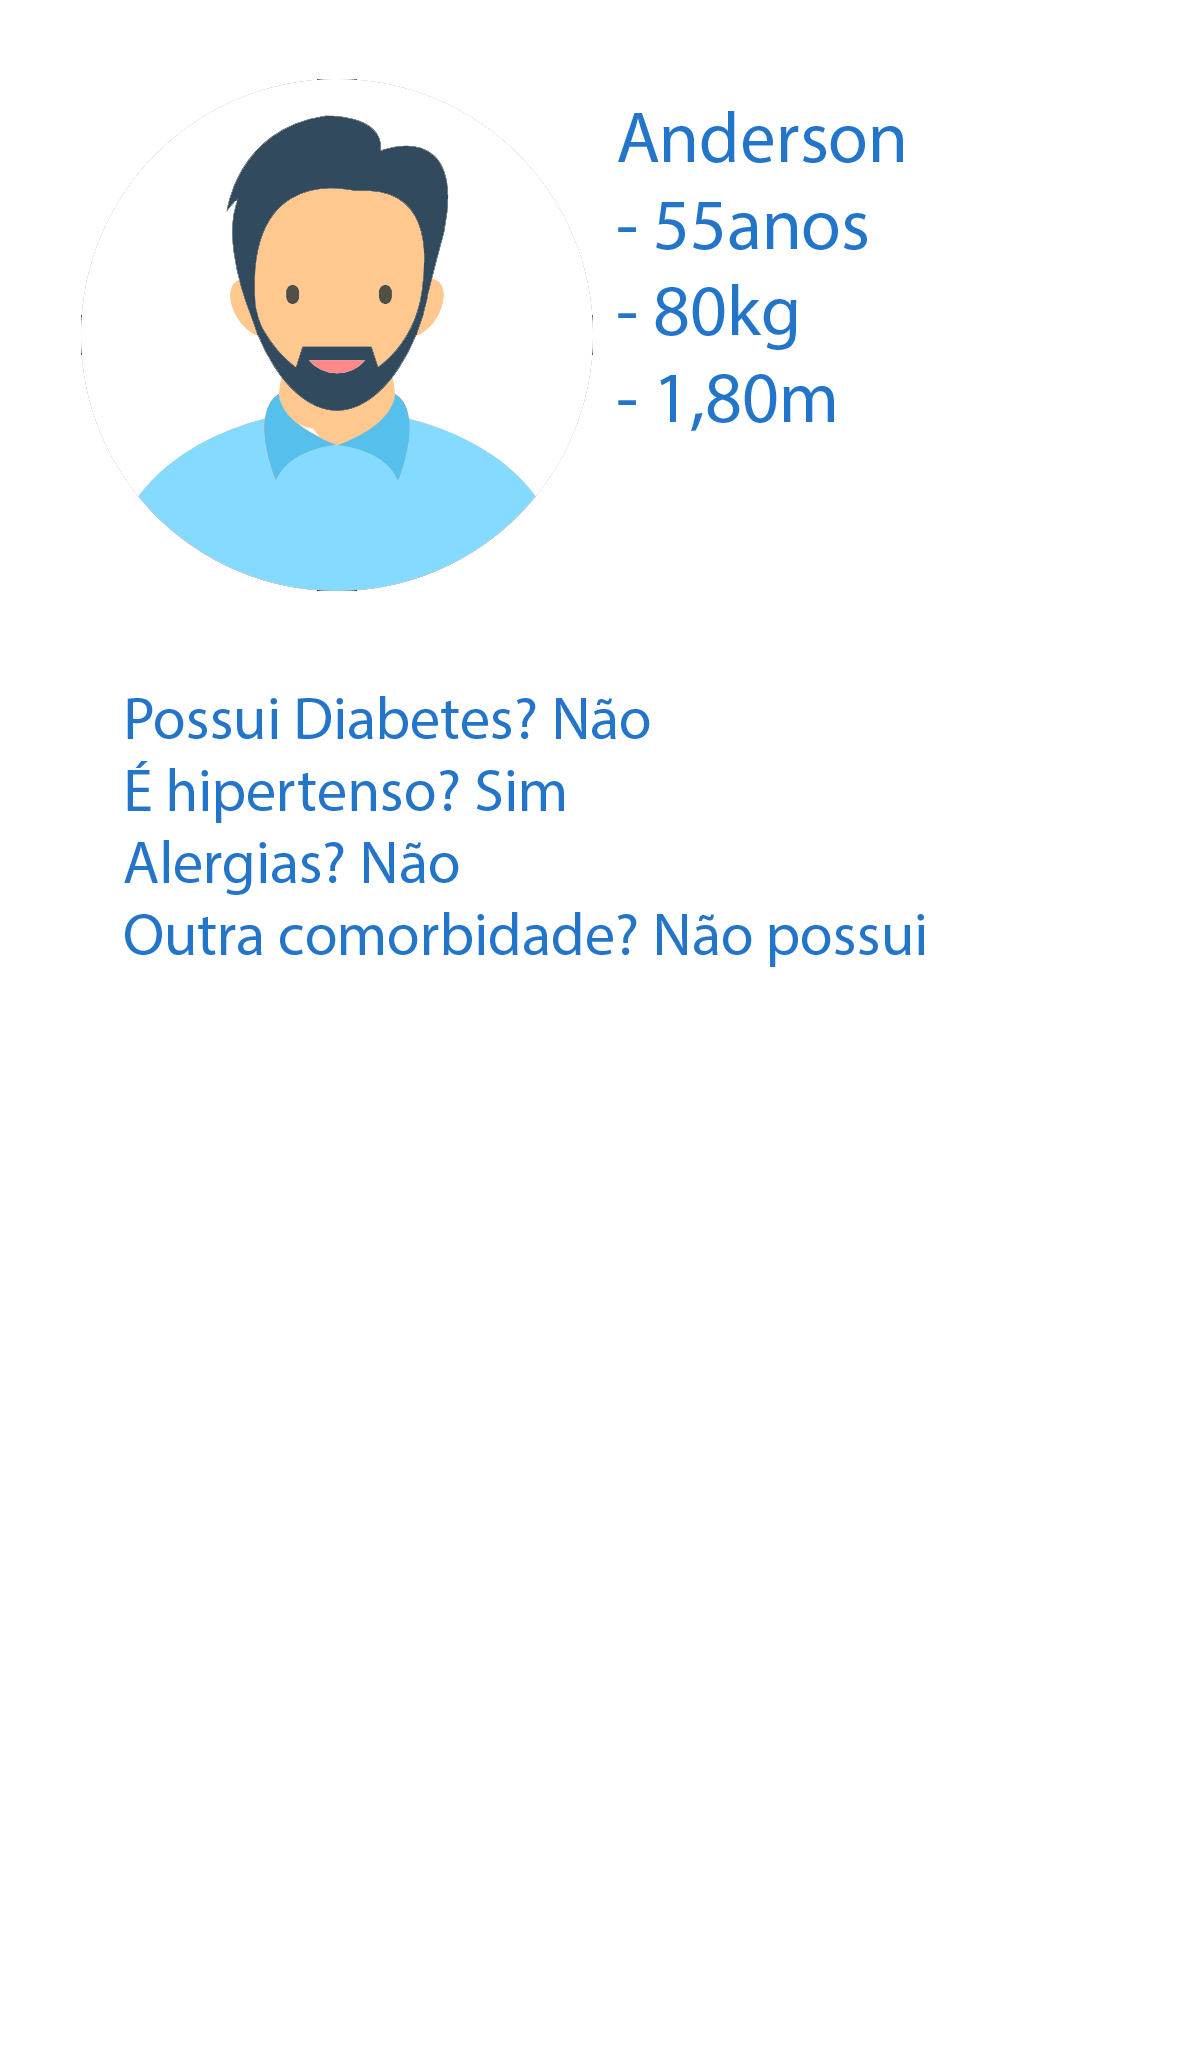 Anderson
- 55anos
- 80kg
- 1,80m
Possui Diabetes? Não
É hipertenso? Sim
Alergias? Não
Outra comorbidade? Não possui